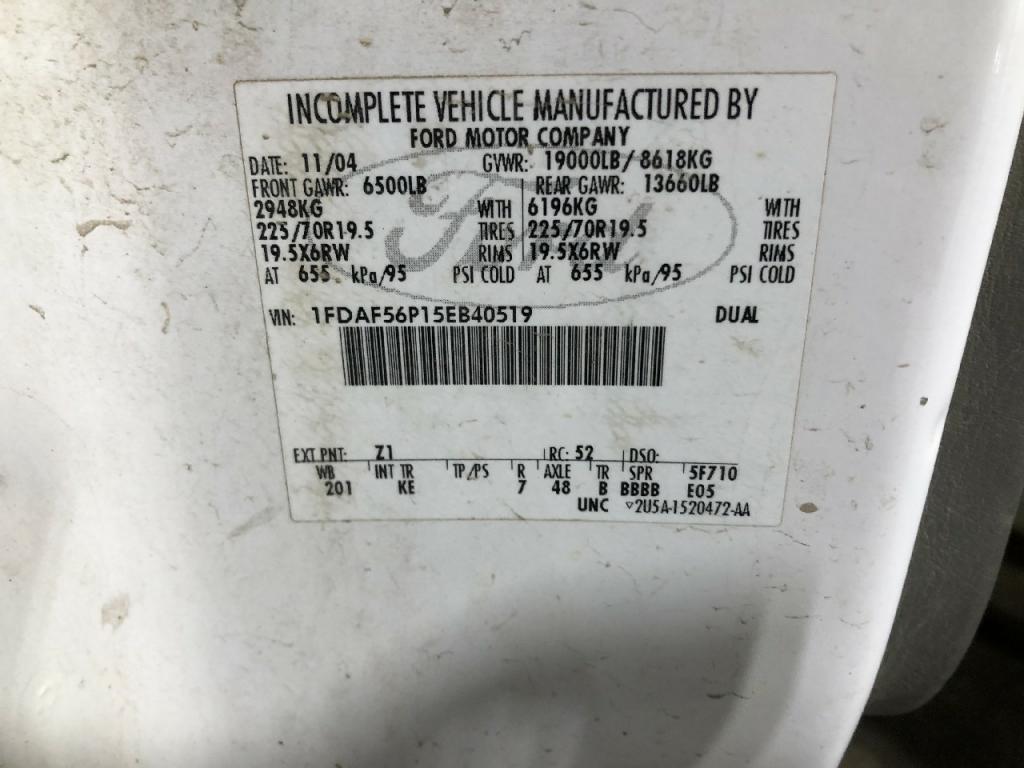 INCOMPLETE VEHICLE MANUFACTURED BY
FORD MOTOR COMPANY
DATE: 11/04 GVWR: 19000LB/ 8618KG
FRONT GAWR: 6500LB REAR GAWR: 13660LB
2948KG WITH 6196KG WITH
225/70R19.5 TIRES 225/70R19.5 TIRES
19.5X6RW RIMS 19.5X6RW RIMS
AT 655 kPa/95 PSI COLD AT 655 kPa/95 PSI COLD
Ford
VIN: 1FDAF56P15EB40519 DUAL
EXT PNT: Z1 RC: 52 DSO:
WB INT TR TP/PS R AXLE TR SPR 5F710
201 KE 7 48 B BBBB E05
UNC ▽2U5A-1520472-AA